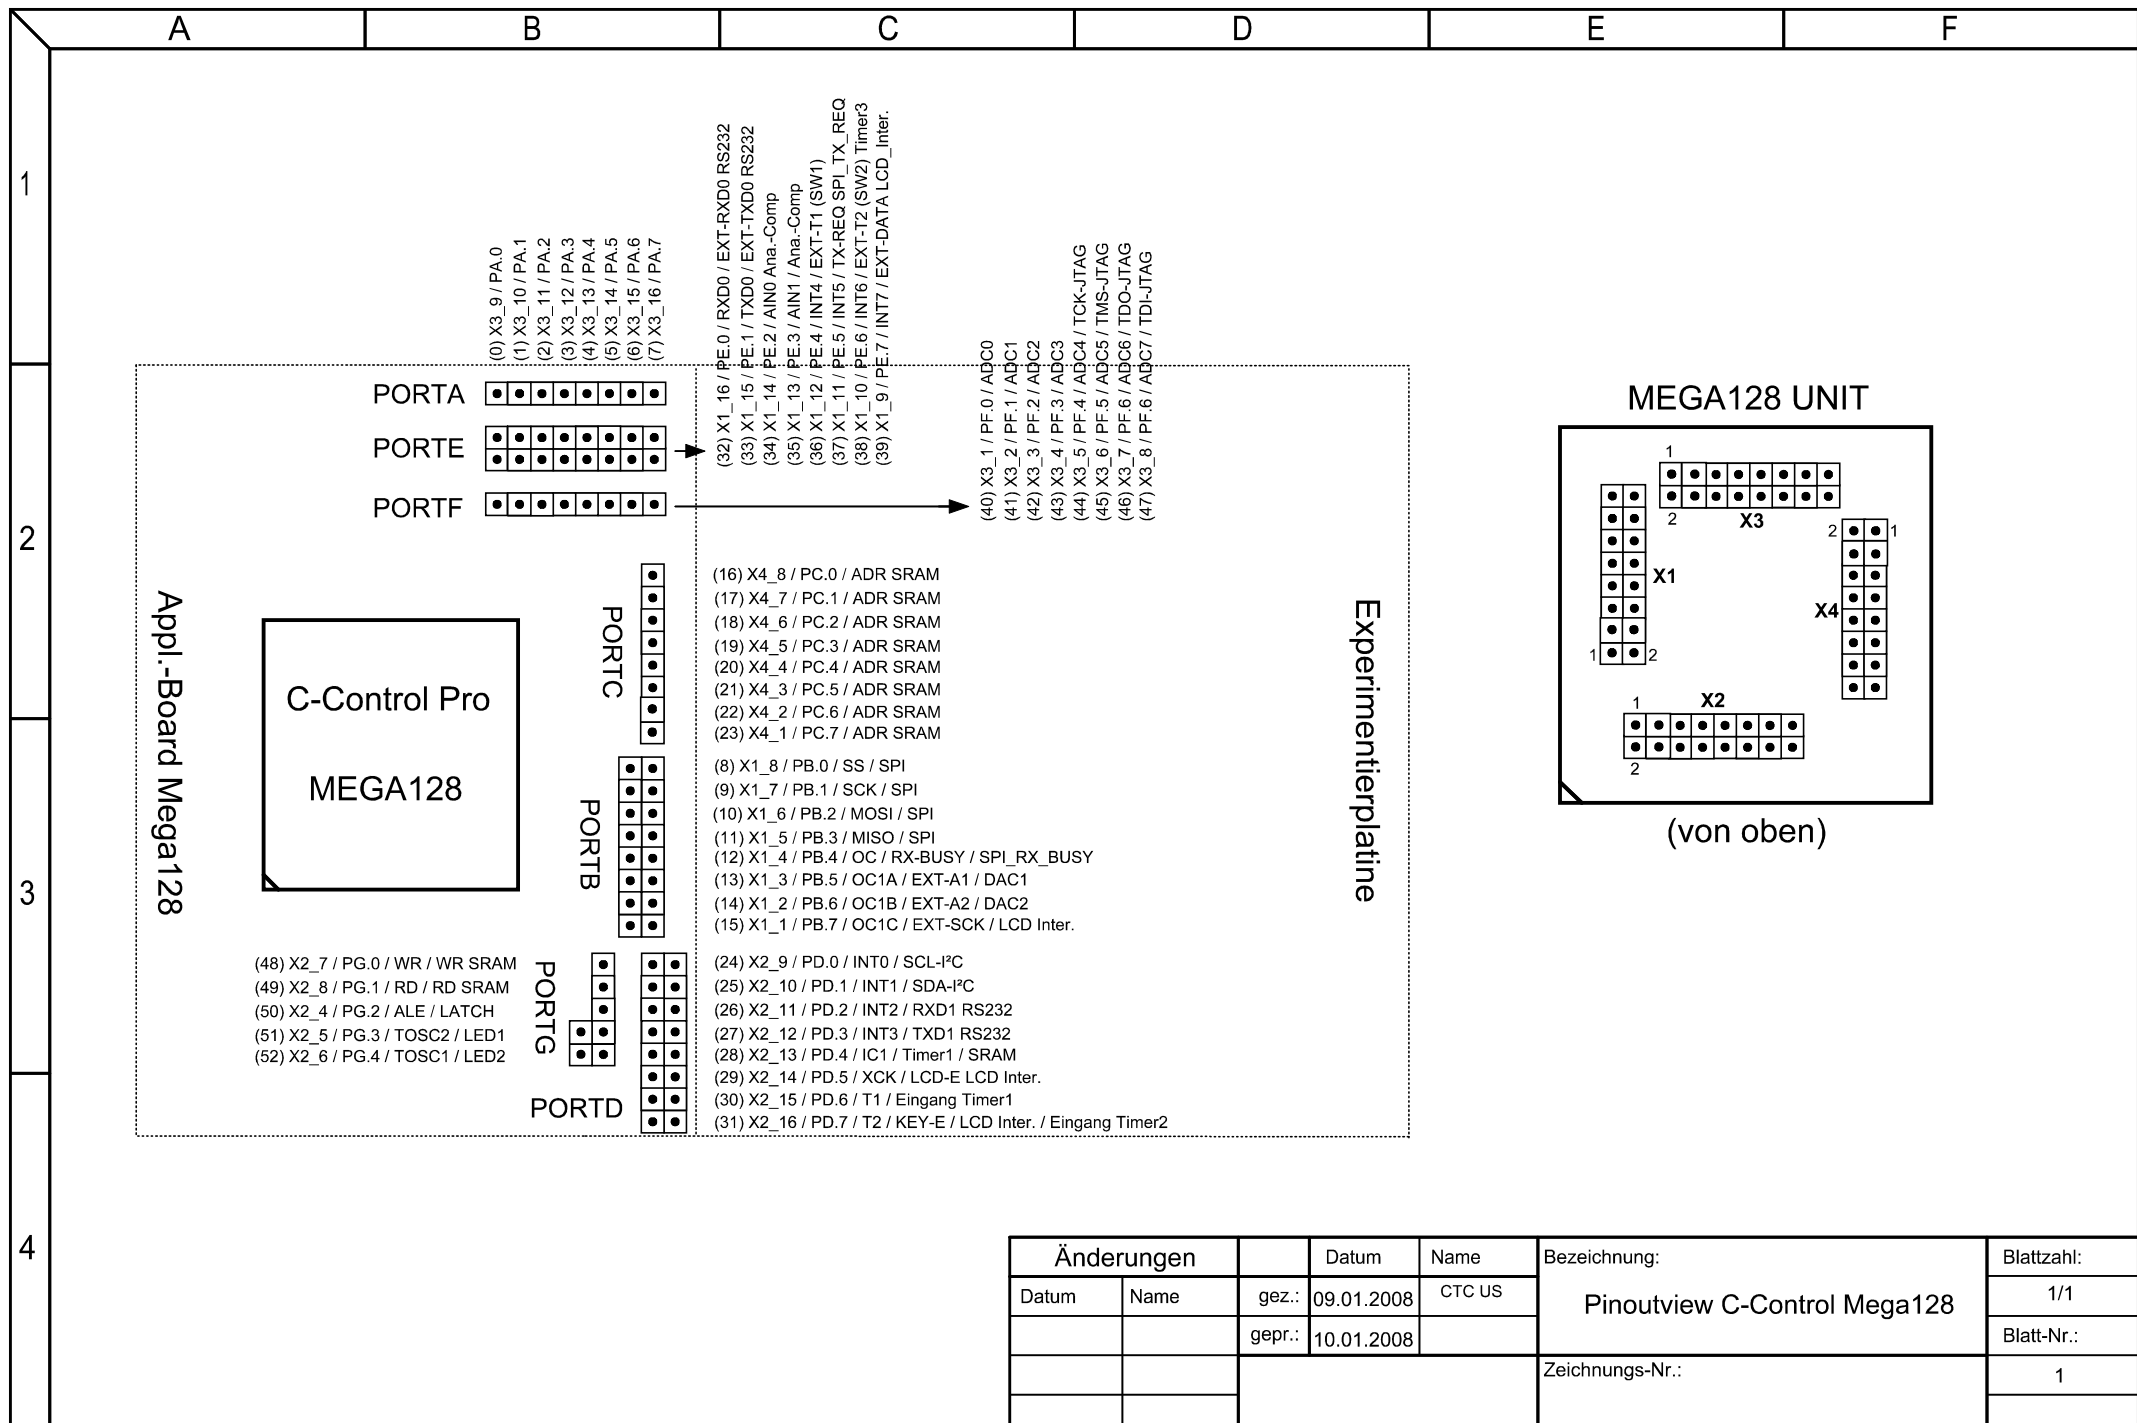 A B C D E F
1
2
3
4
(0) X3_9 / PA.0
(1) X3_10 / PA.1
(2) X3_11 / PA.2
(3) X3_12 / PA.3
(4) X3_13 / PA.4
(5) X3_14 / PA.5
(6) X3_15 / PA.6
(7) X3_16 / PA.7
(32) X1_16 / PE.0 / RXD0 / EXT-RXD0 RS232
(33) X1_15 / PE.1 / TXD0 / EXT-TXD0 RS232
(34) X1_14 / PE.2 / AIN0 Ana.-Comp
(35) X1_13 / PE.3 / AIN1 / Ana.-Comp
(36) X1_12 / PE.4 / INT4 / EXT-T1 (SW1)
(37) X1_11 / PE.5 / INT5 / TX-REQ SPI_TX_REQ
(38) X1_10 / PE.6 / INT6 / EXT-T2 (SW2) Timer3
(39) X1_9 / PE.7 / INT7 / EXT-DATA LCD_Inter.
(40) X3_1 / PF.0 / ADC0
(41) X3_2 / PF.1 / ADC1
(42) X3_3 / PF.2 / ADC2
(43) X3_4 / PF.3 / ADC3
(44) X3_5 / PF.4 / ADC4 / TCK-JTAG
(45) X3_6 / PF.5 / ADC5 / TMS-JTAG
(46) X3_7 / PF.6 / ADC6 / TDO-JTAG
(47) X3_8 / PF.6 / ADC7 / TDI-JTAG
PORTA
PORTE
PORTF
Appl.-Board Mega128
C-Control Pro
MEGA128
PORTC
(16) X4_8 / PC.0 / ADR SRAM
(17) X4_7 / PC.1 / ADR SRAM
(18) X4_6 / PC.2 / ADR SRAM
(19) X4_5 / PC.3 / ADR SRAM
(20) X4_4 / PC.4 / ADR SRAM
(21) X4_3 / PC.5 / ADR SRAM
(22) X4_2 / PC.6 / ADR SRAM
(23) X4_1 / PC.7 / ADR SRAM
PORTB
(8) X1_8 / PB.0 / SS / SPI
(9) X1_7 / PB.1 / SCK / SPI
(10) X1_6 / PB.2 / MOSI / SPI
(11) X1_5 / PB.3 / MISO / SPI
(12) X1_4 / PB.4 / OC / RX-BUSY / SPI_RX_BUSY
(13) X1_3 / PB.5 / OC1A / EXT-A1 / DAC1
(14) X1_2 / PB.6 / OC1B / EXT-A2 / DAC2
(15) X1_1 / PB.7 / OC1C / EXT-SCK / LCD Inter.
(48) X2_7 / PG.0 / WR / WR SRAM
(49) X2_8 / PG.1 / RD / RD SRAM
(50) X2_4 / PG.2 / ALE / LATCH
(51) X2_5 / PG.3 / TOSC2 / LED1
(52) X2_6 / PG.4 / TOSC1 / LED2
PORTG
PORTD
(24) X2_9 / PD.0 / INT0 / SCL-I²C
(25) X2_10 / PD.1 / INT1 / SDA-I²C
(26) X2_11 / PD.2 / INT2 / RXD1 RS232
(27) X2_12 / PD.3 / INT3 / TXD1 RS232
(28) X2_13 / PD.4 / IC1 / Timer1 / SRAM
(29) X2_14 / PD.5 / XCK / LCD-E LCD Inter.
(30) X2_15 / PD.6 / T1 / Eingang Timer1
(31) X2_16 / PD.7 / T2 / KEY-E / LCD Inter. / Eingang Timer2
Experimentierplatine
MEGA128 UNIT
1
2 X3
2 1
X1
X4
1 2
1 X2
2
(von oben)
Änderungen Datum Name Bezeichnung: Blattzahl:
Datum Name gez.: 09.01.2008 CTC US Pinoutview C-Control Mega128 1/1
gepr.: 10.01.2008 Blatt-Nr.:
Zeichnungs-Nr.: 1